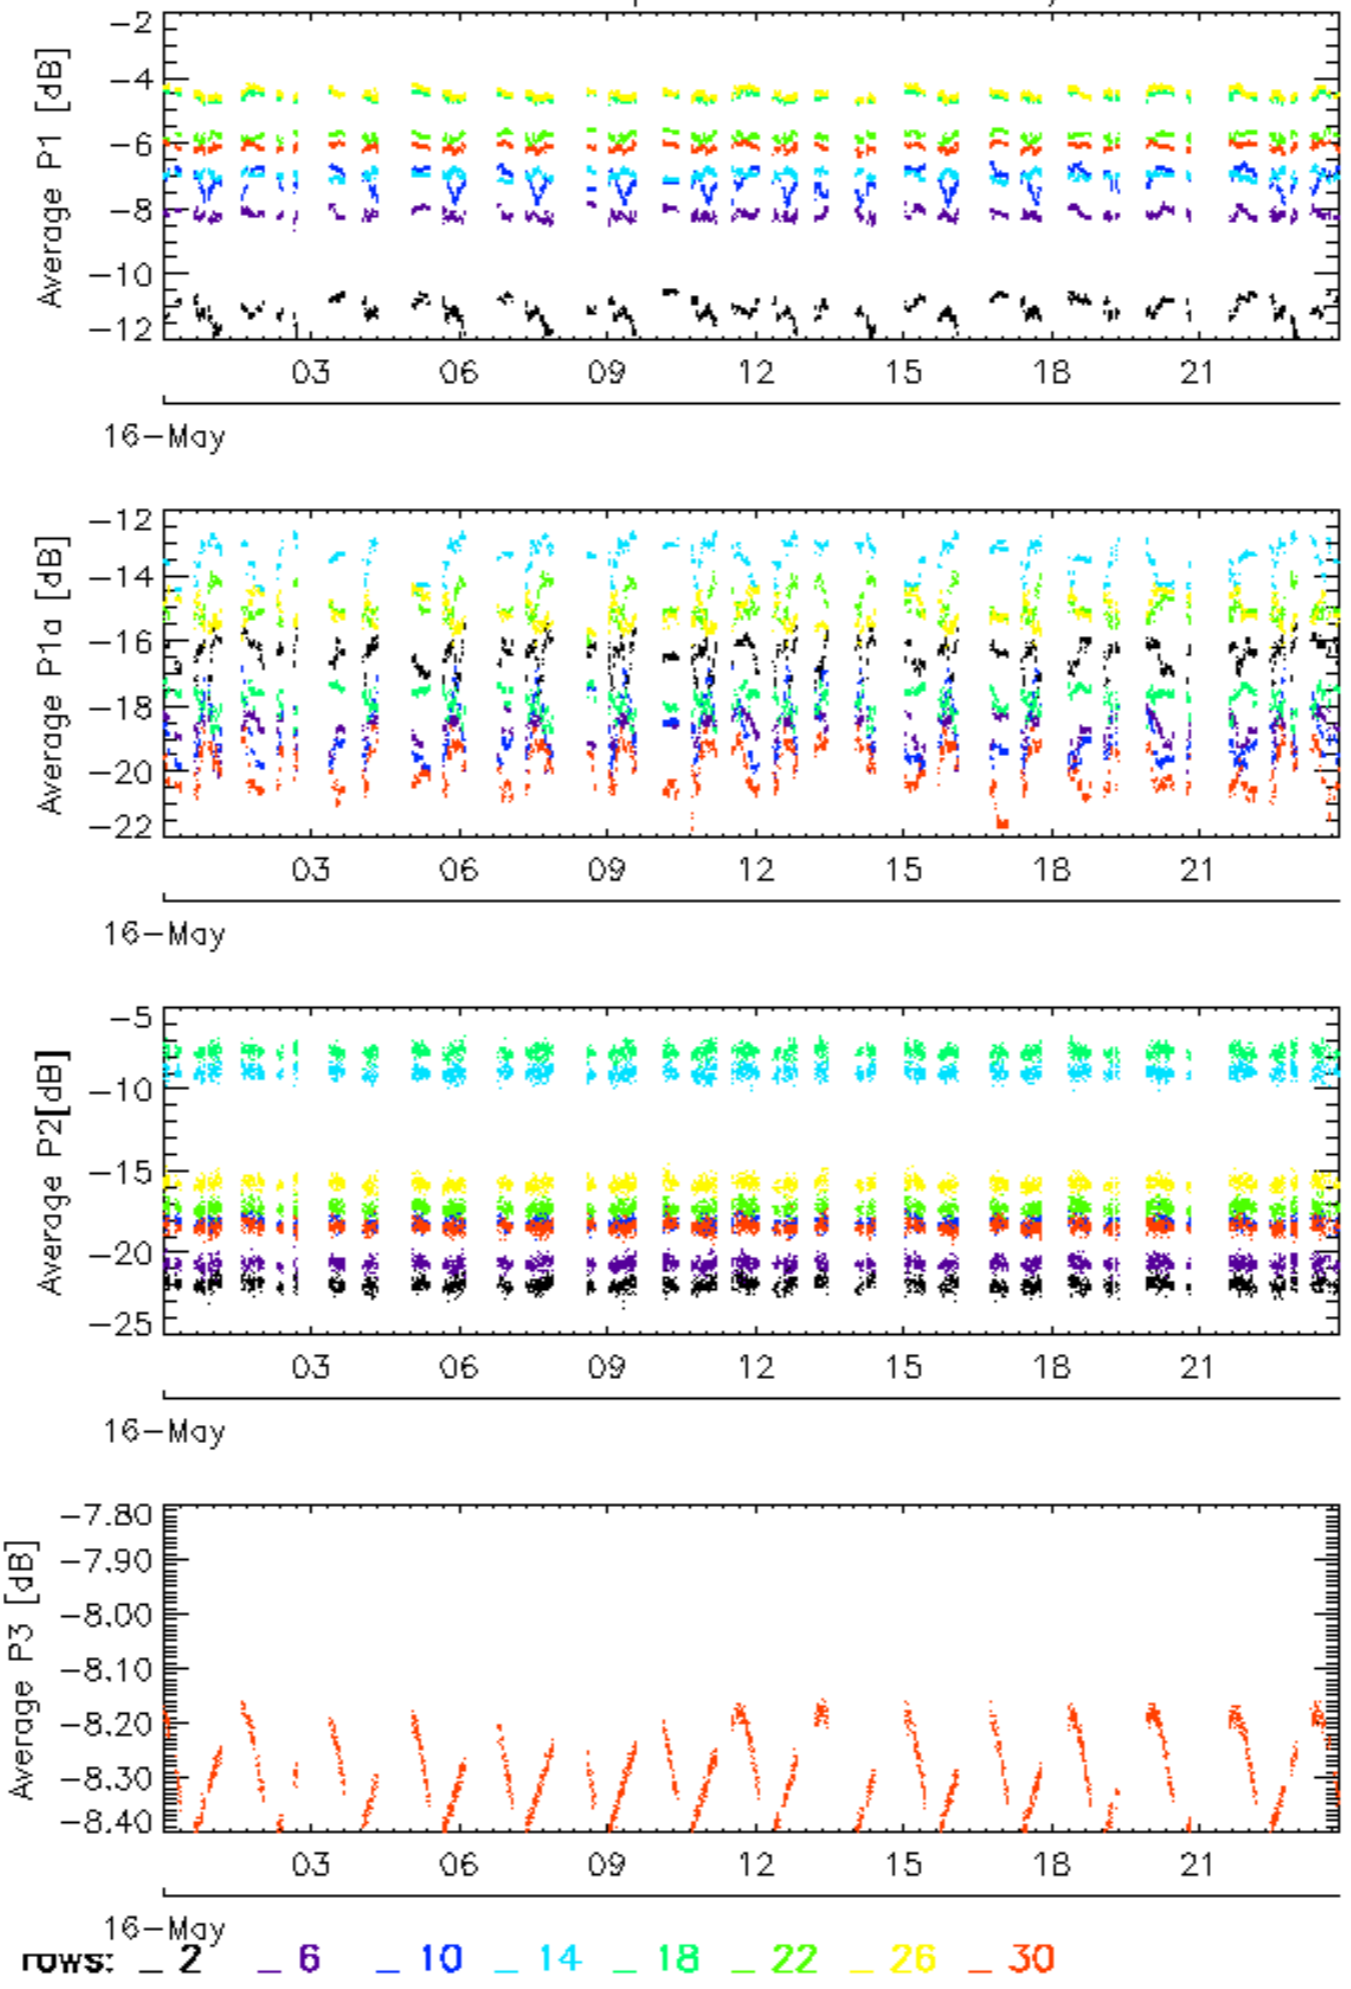 -2
-4
-6
-8
-10
-12
Average P1 [dB]
03 06 09 12 15 18 21
16-May
-12
-14
-16
-18
-20
-22
Average P1a [dB]
03 06 09 12 15 18 21
16-May
-5
-10
-15
-20
-25
Average P2[dB]
03 06 09 12 15 18 21
16-May
-7.80
-7.90
-8.00
-8.10
-8.20
-8.30
-8.40
Average P3 [dB]
03 06 09 12 15 18 21
16-May
rows: _ 2 _ 6 _ 10 _ 14 _ 18 _ 22 _ 26 _ 30